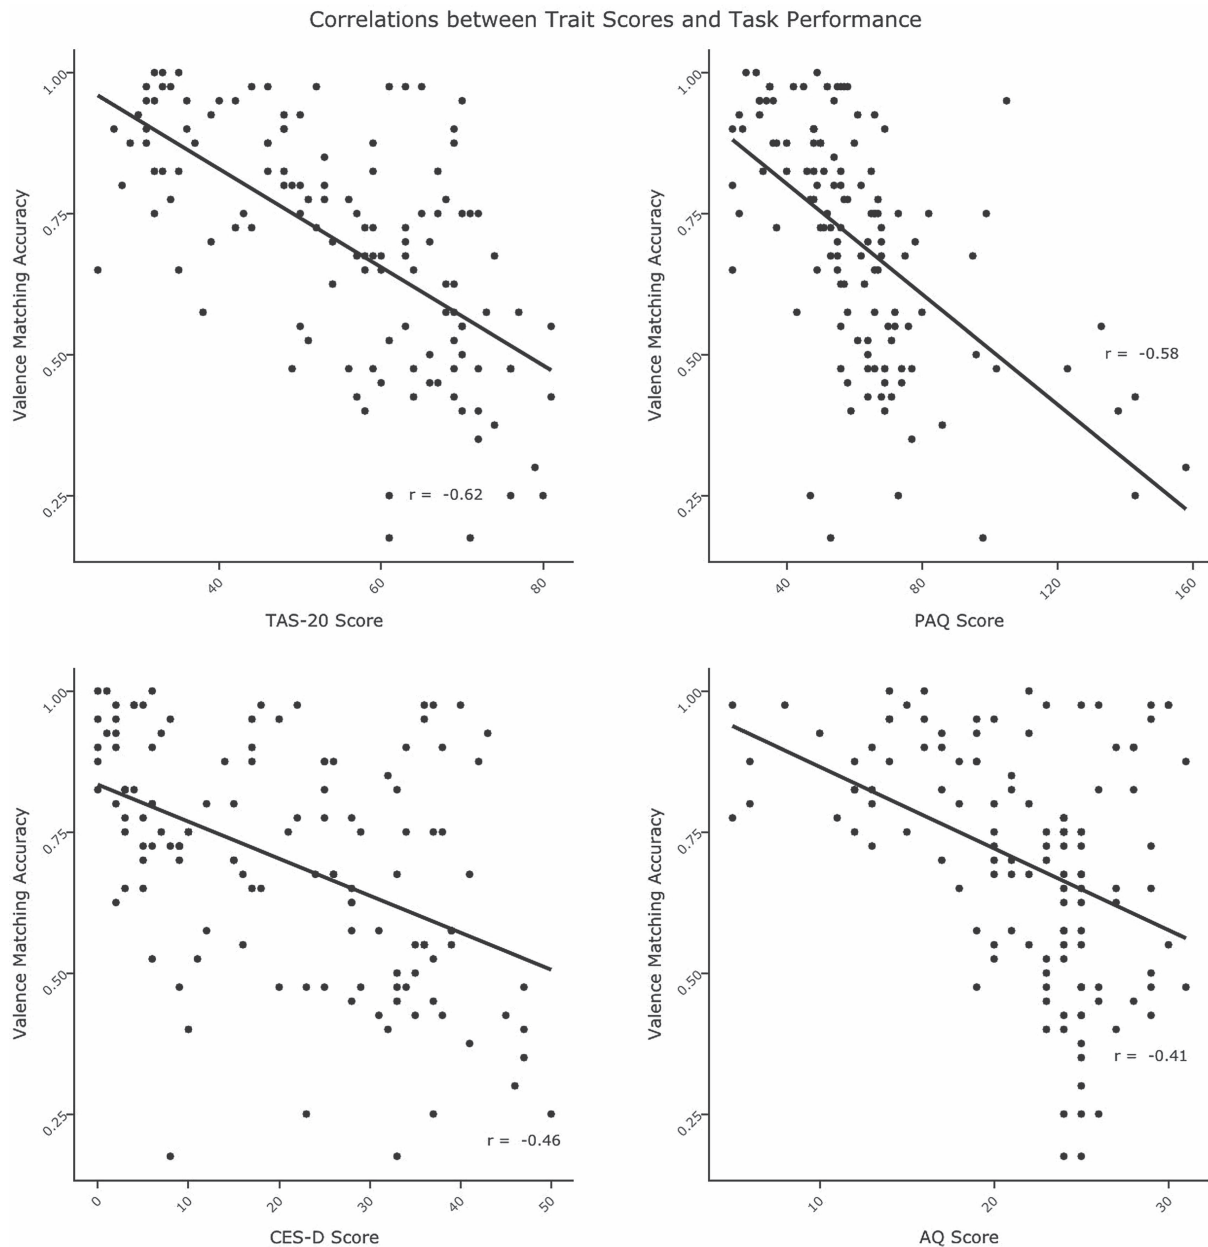 Correlations between Trait Scores and Task Performance
Valence Matching Accuracy
1.00
0.75
0.50
0.25
r = -0.62
40
60
80
TAS-20 Score
Valence Matching Accuracy
1.00
0.75
0.50
0.25
r = -0.58
40
80
120
160
PAQ Score
Valence Matching Accuracy
1.00
0.75
0.50
0.25
r = -0.46
0
10
20
30
40
50
CES-D Score
Valence Matching Accuracy
1.00
0.75
0.50
0.25
r = -0.41
10
20
30
AQ Score